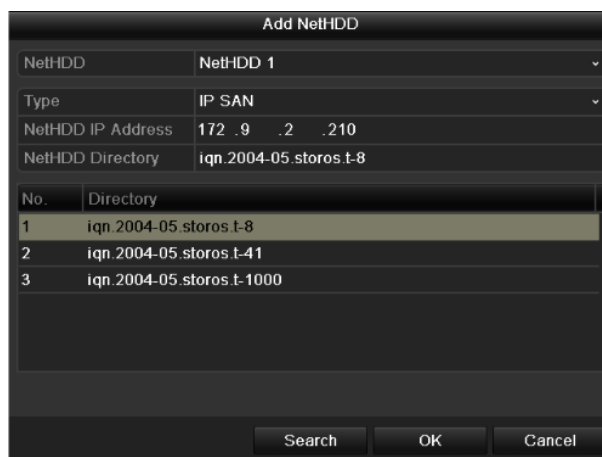 Add NetHDD
NetHDD NetHDD 1
Type IP SAN
NetHDD IP Address 172 .9 .2 .210
NetHDD Directory iqn.2004-05.storos.t-8
No. Directory
1 iqn.2004-05.storos.t-8
2 iqn.2004-05.storos.t-41
3 iqn.2004-05.storos.t-1000
Search OK Cancel